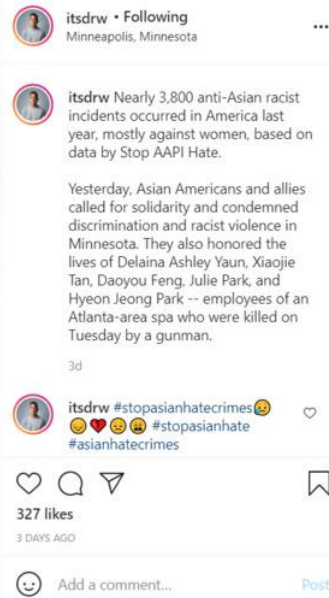 itsdrw • Following
Minneapolis, Minnesota
itsdrw Nearly 3,800 anti-Asian racist
incidents occurred in America last
year, mostly against women, based on
data by Stop AAPI Hate.
Yesterday, Asian Americans and allies
called for solidarity and condemned
discrimination and racist violence in
Minnesota. They also honored the
lives of Delaina Ashley Yaun, Xiaojie
Tan, Daoyou Feng, Julie Park, and
Hyeon Jeong Park -- employees of an
Atlanta-area spa who were killed on
Tuesday by a gunman.
3d
itsdrw #stopasianhatecrimes😢
😞💔😞😩 #stopasianhate
#asianhatecrimes
327 likes
3 DAYS AGO
Add a comment... Post